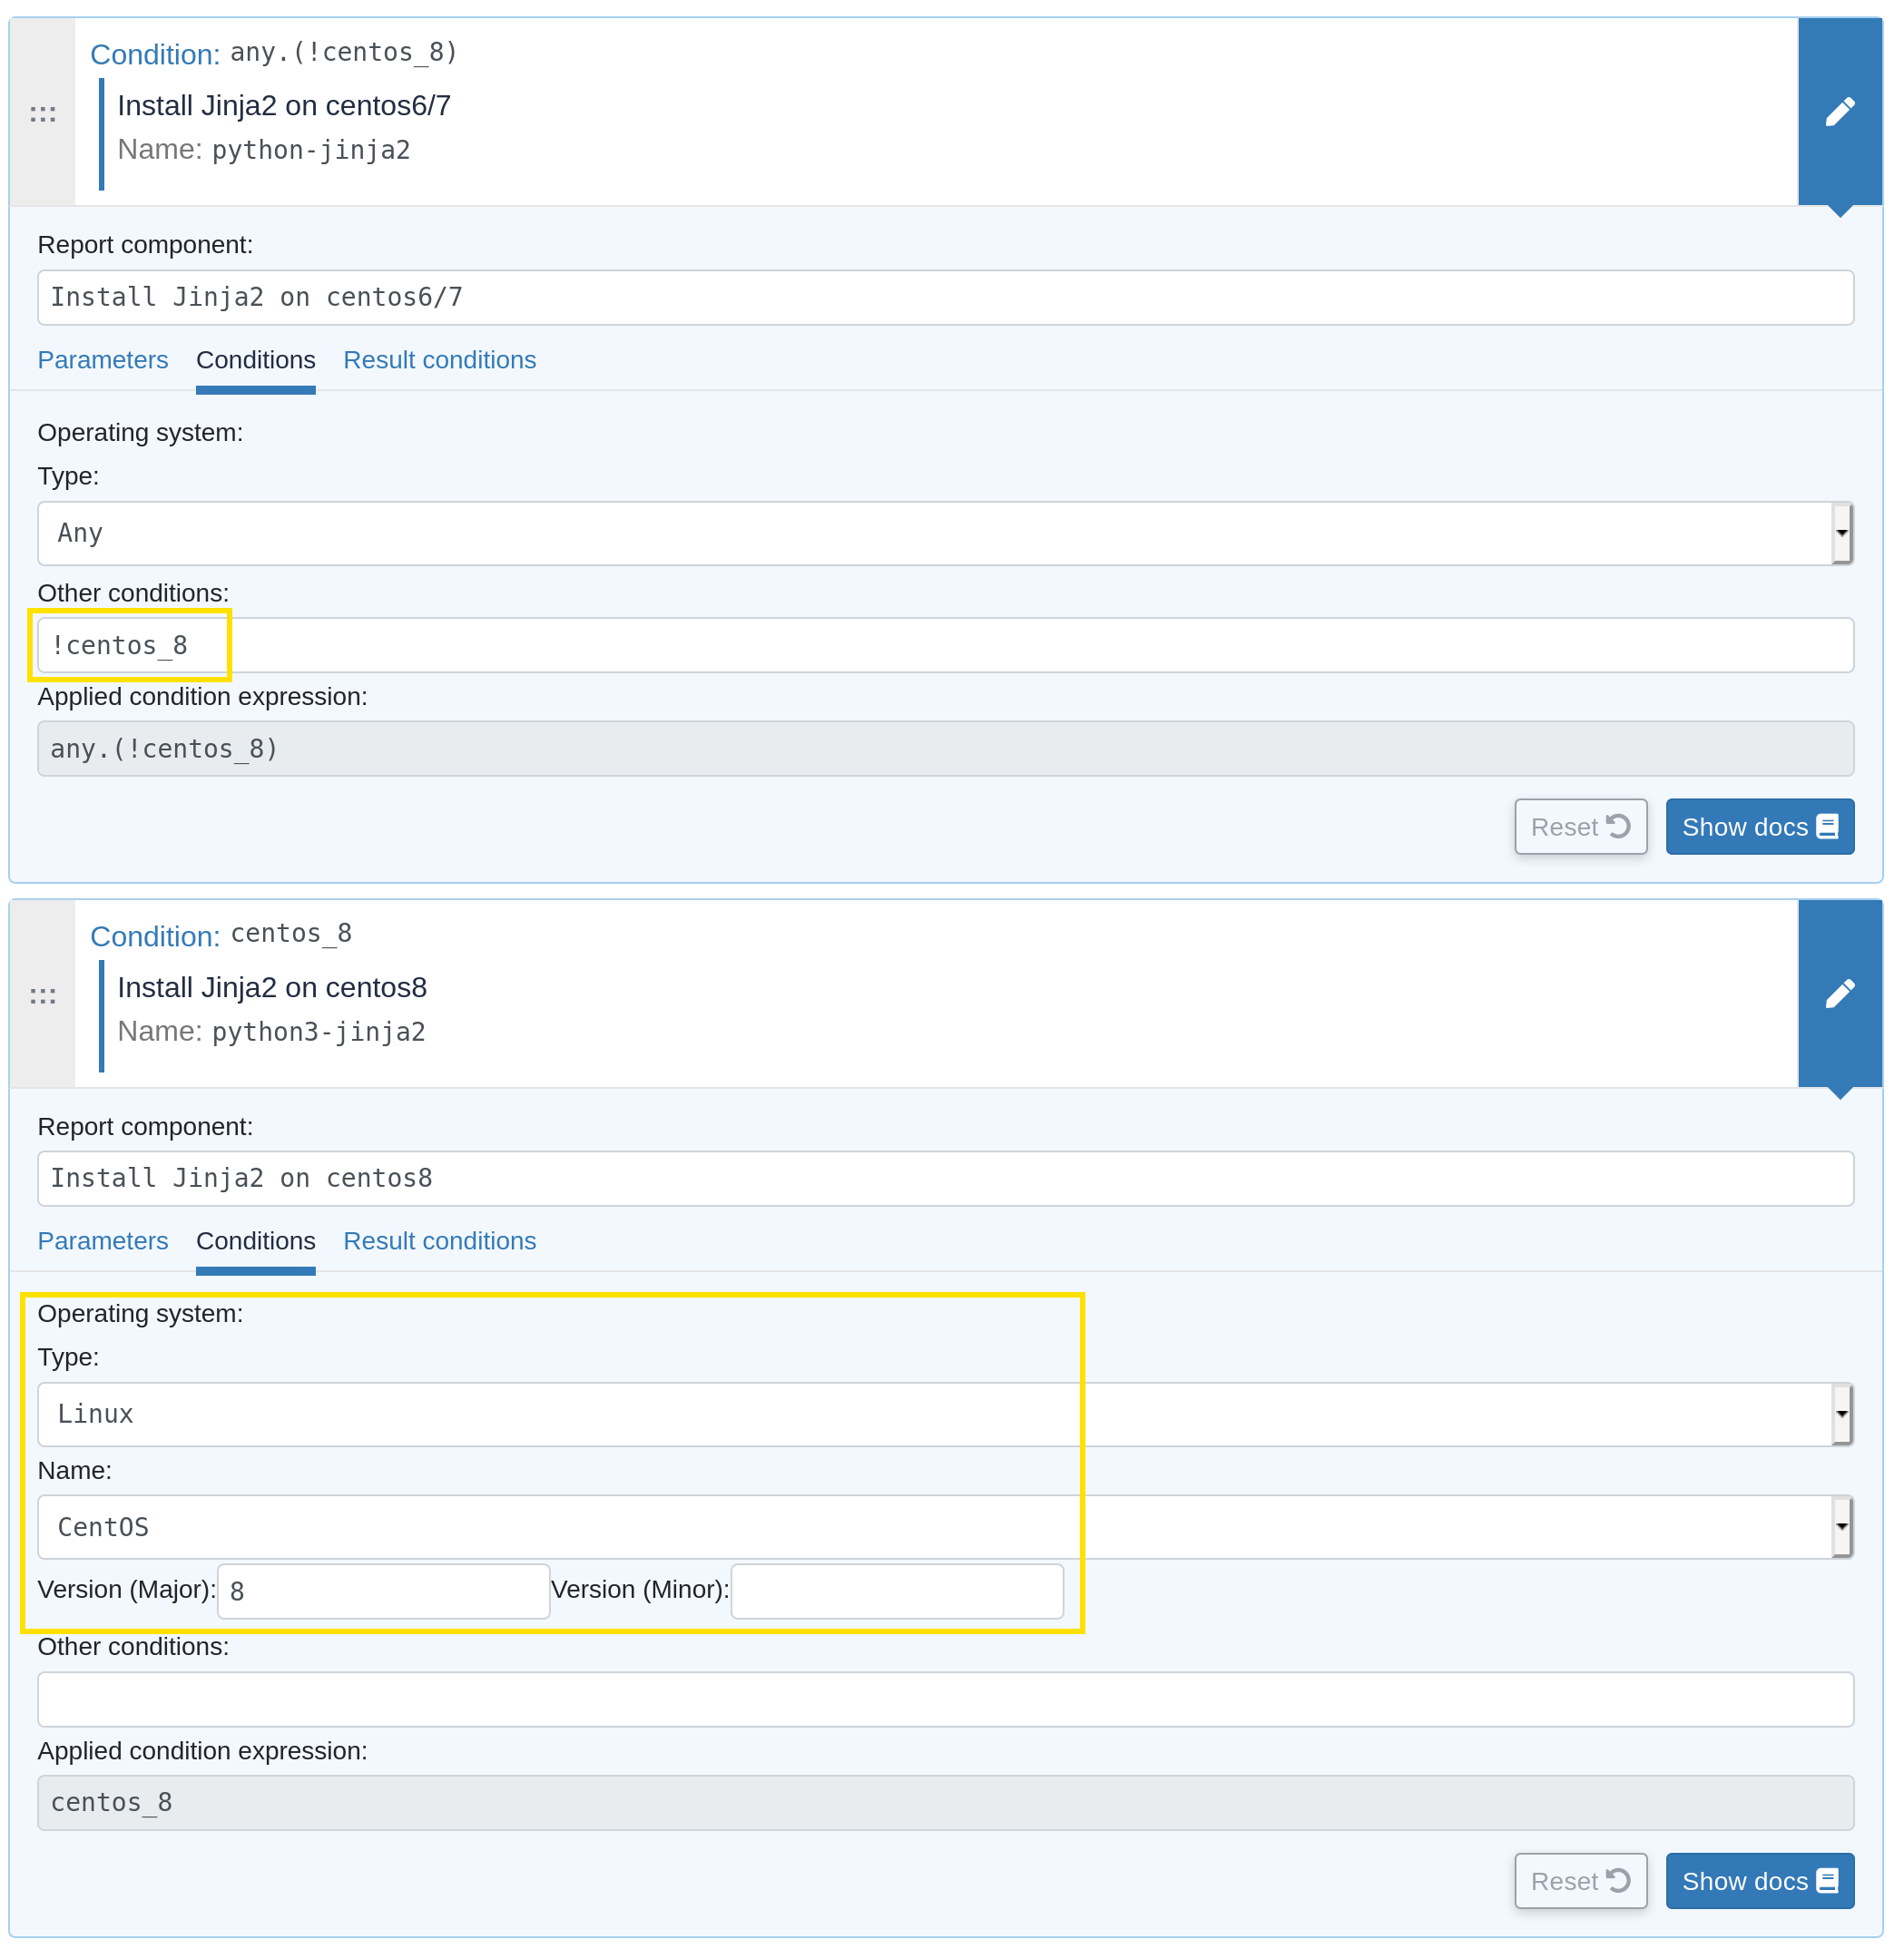 Condition: any.(!centos_8)
Install Jinja2 on centos6/7
Name: python-jinja2
Report component:
Install Jinja2 on centos6/7
Parameters Conditions Result conditions
Operating system:
Type:
Any
Other conditions:
!centos_8
Applied condition expression:
any.(!centos_8)
Reset Show docs
Condition: centos_8
Install Jinja2 on centos8
Name: python3-jinja2
Report component:
Install Jinja2 on centos8
Parameters Conditions Result conditions
Operating system:
Type:
Linux
Name:
CentOS
Version (Major): 8 Version (Minor):
Other conditions:
Applied condition expression:
centos_8
Reset Show docs